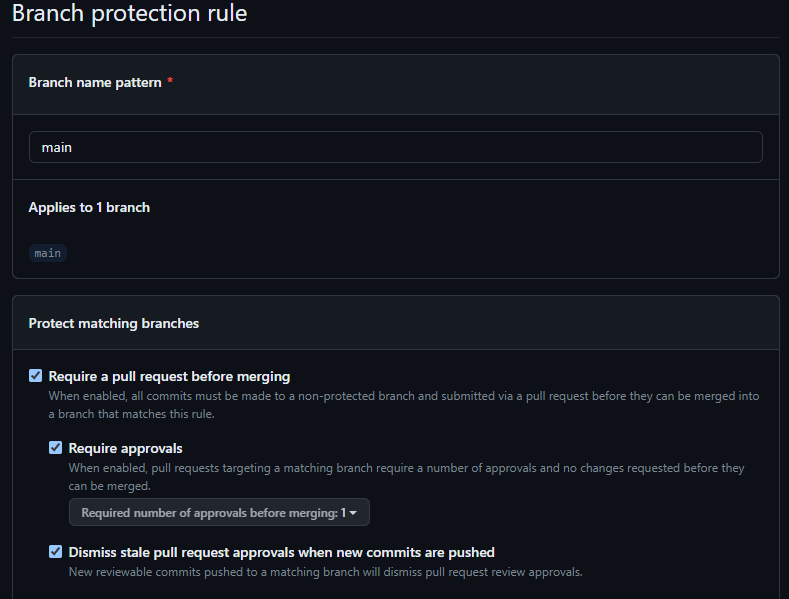 Branch protection rule
Branch name pattern *
main
Applies to 1 branch
main
Protect matching branches
Require a pull request before merging
When enabled, all commits must be made to a non-protected branch and submitted via a pull request before they can be merged into
a branch that matches this rule.
Require approvals
When enabled, pull requests targeting a matching branch require a number of approvals and no changes requested before they
can be merged.
Required number of approvals before merging: 1
Dismiss stale pull request approvals when new commits are pushed
New reviewable commits pushed to a matching branch will dismiss pull request review approvals.